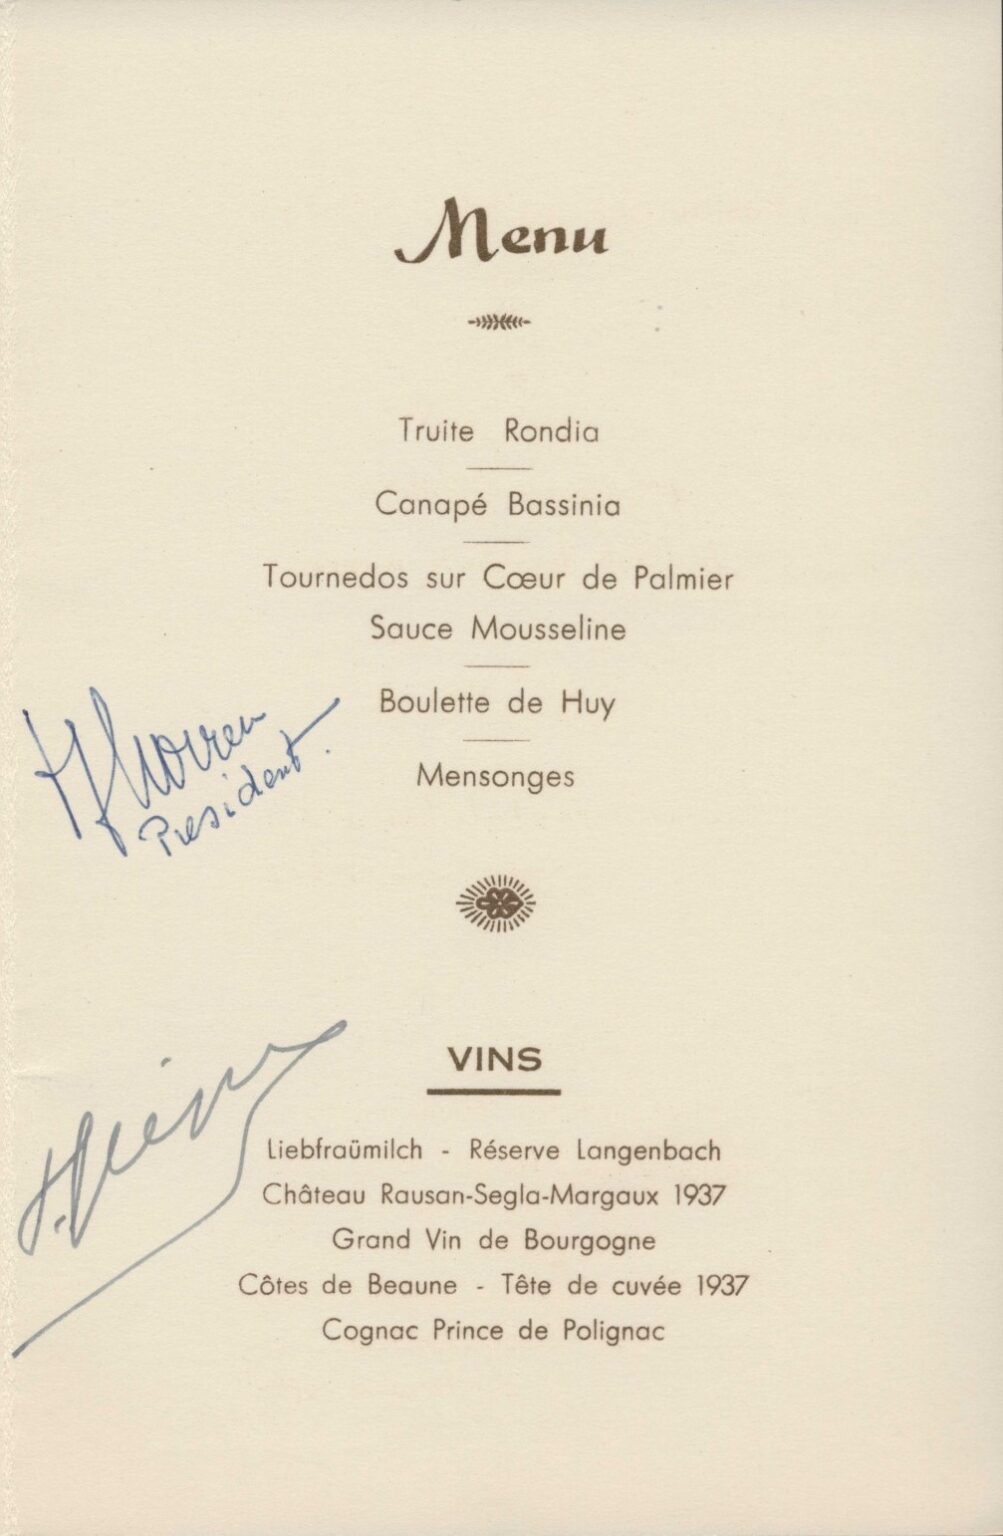 Menu
Truite Rondia
Canapé Bassinia
Tournedos sur Cœur de Palmier
Sauce Mousseline
Boulette de Huy
Mensonges
President.
VINS
Liebfraümilch - Réserve Langenbach
Château Rausan-Segla-Margaux 1937
Grand Vin de Bourgogne
Côtes de Beaune - Tête de cuvée 1937
Cognac Prince de Polignac